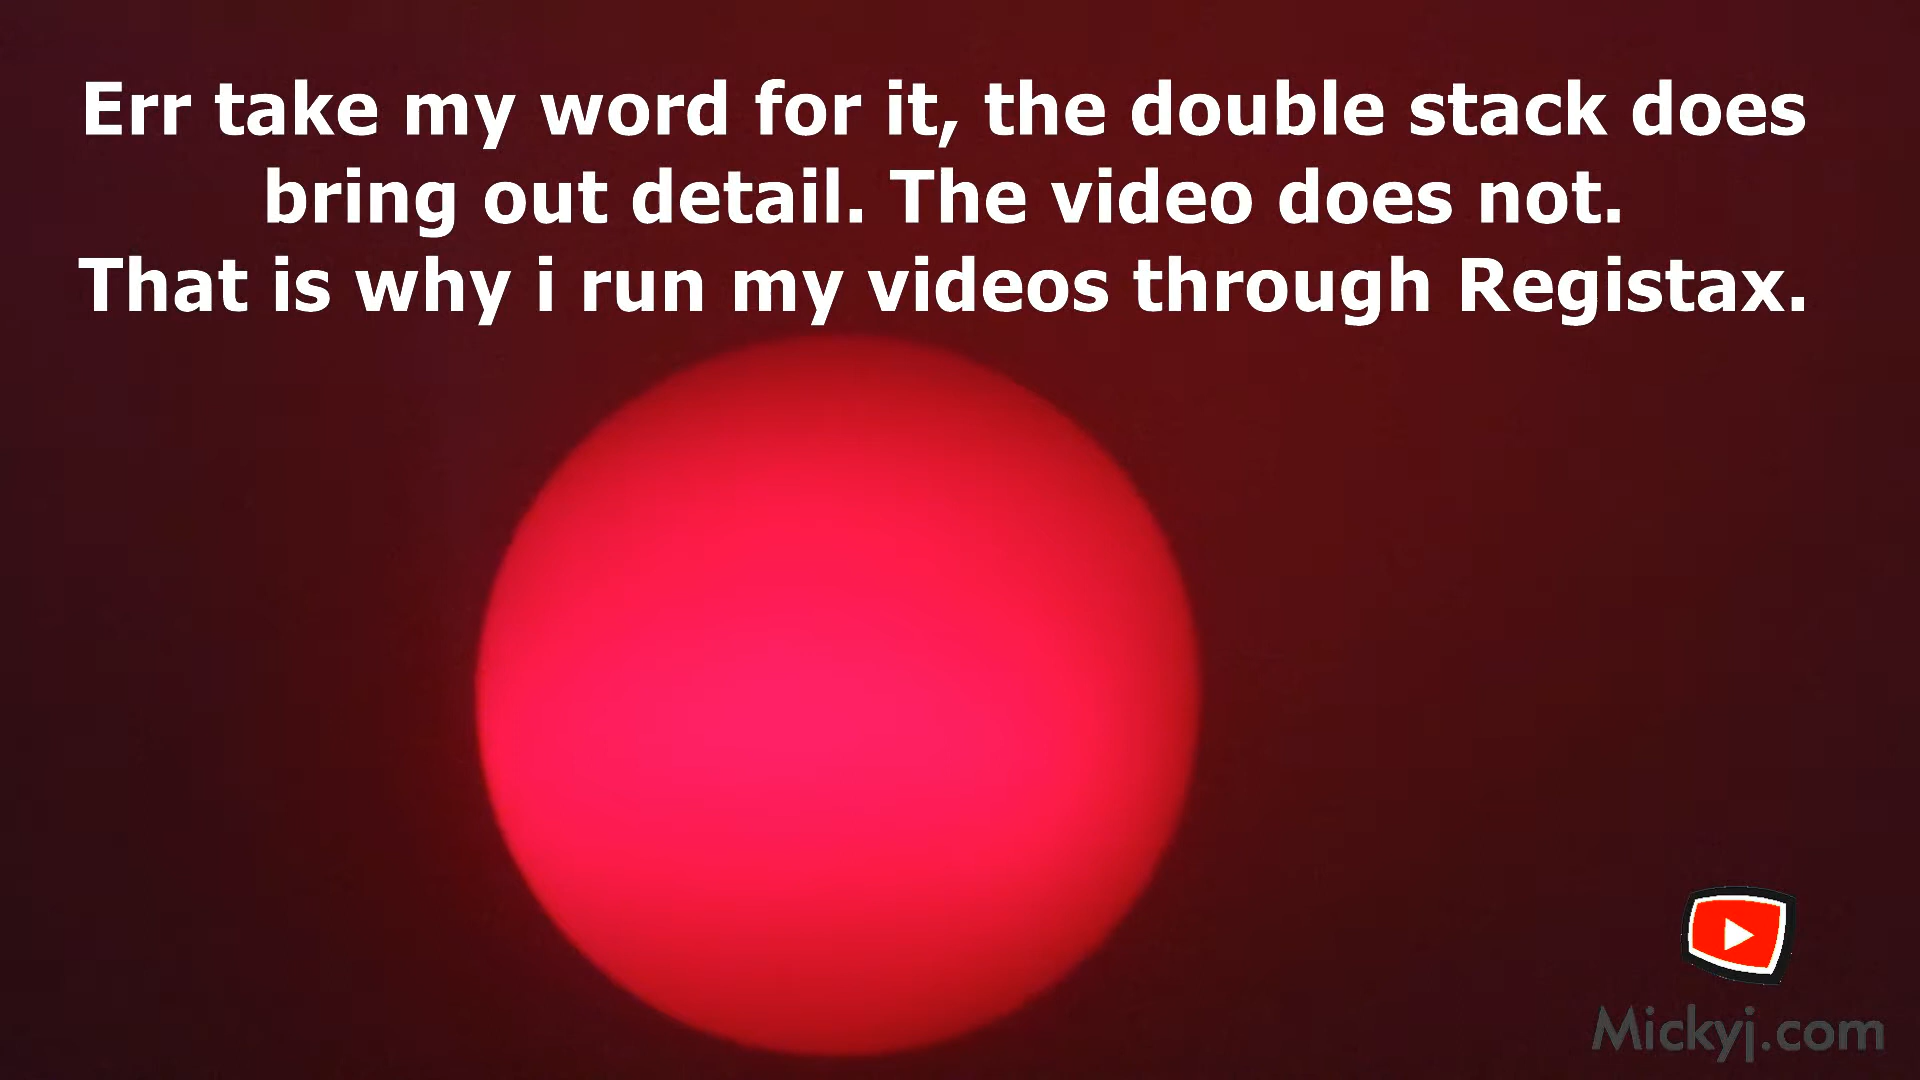 Err take my word for it, the double stack does
bring out detail. The video does not.
That is why i run my videos through Registax.
Mickyj.com